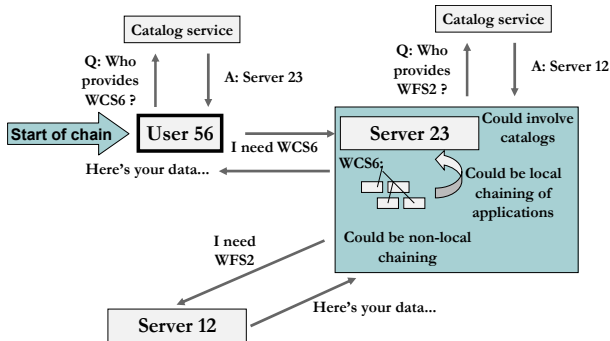 Catalog service
Q: Who
provides
WCS6 ?
A: Server 23
Start of chain
User 56
I need WCS6
Here's your data...
Catalog service
Q: Who
provides
WFS2 ?
A: Server 12
Server 23
Could involve
catalogs
WCS6:
Could be local
chaining of
applications
Could be non-local
chaining
I need
WFS2
Server 12
Here's your data...